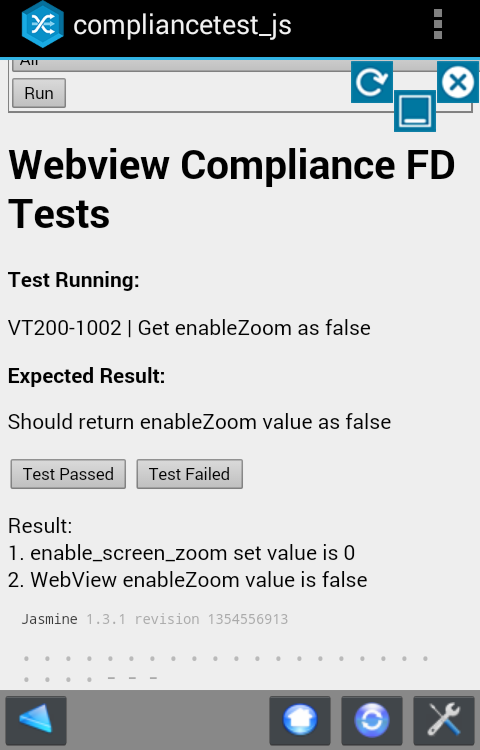 compliancetest_js
All
Run
Webview Compliance FD
Tests
Test Running:
VT200-1002 | Get enableZoom as false
Expected Result:
Should return enableZoom value as false
Test Passed Test Failed
Result:
1. enable_screen_zoom set value is 0
2. WebView enableZoom value is false
Jasmine 1.3.1 revision 1354556913